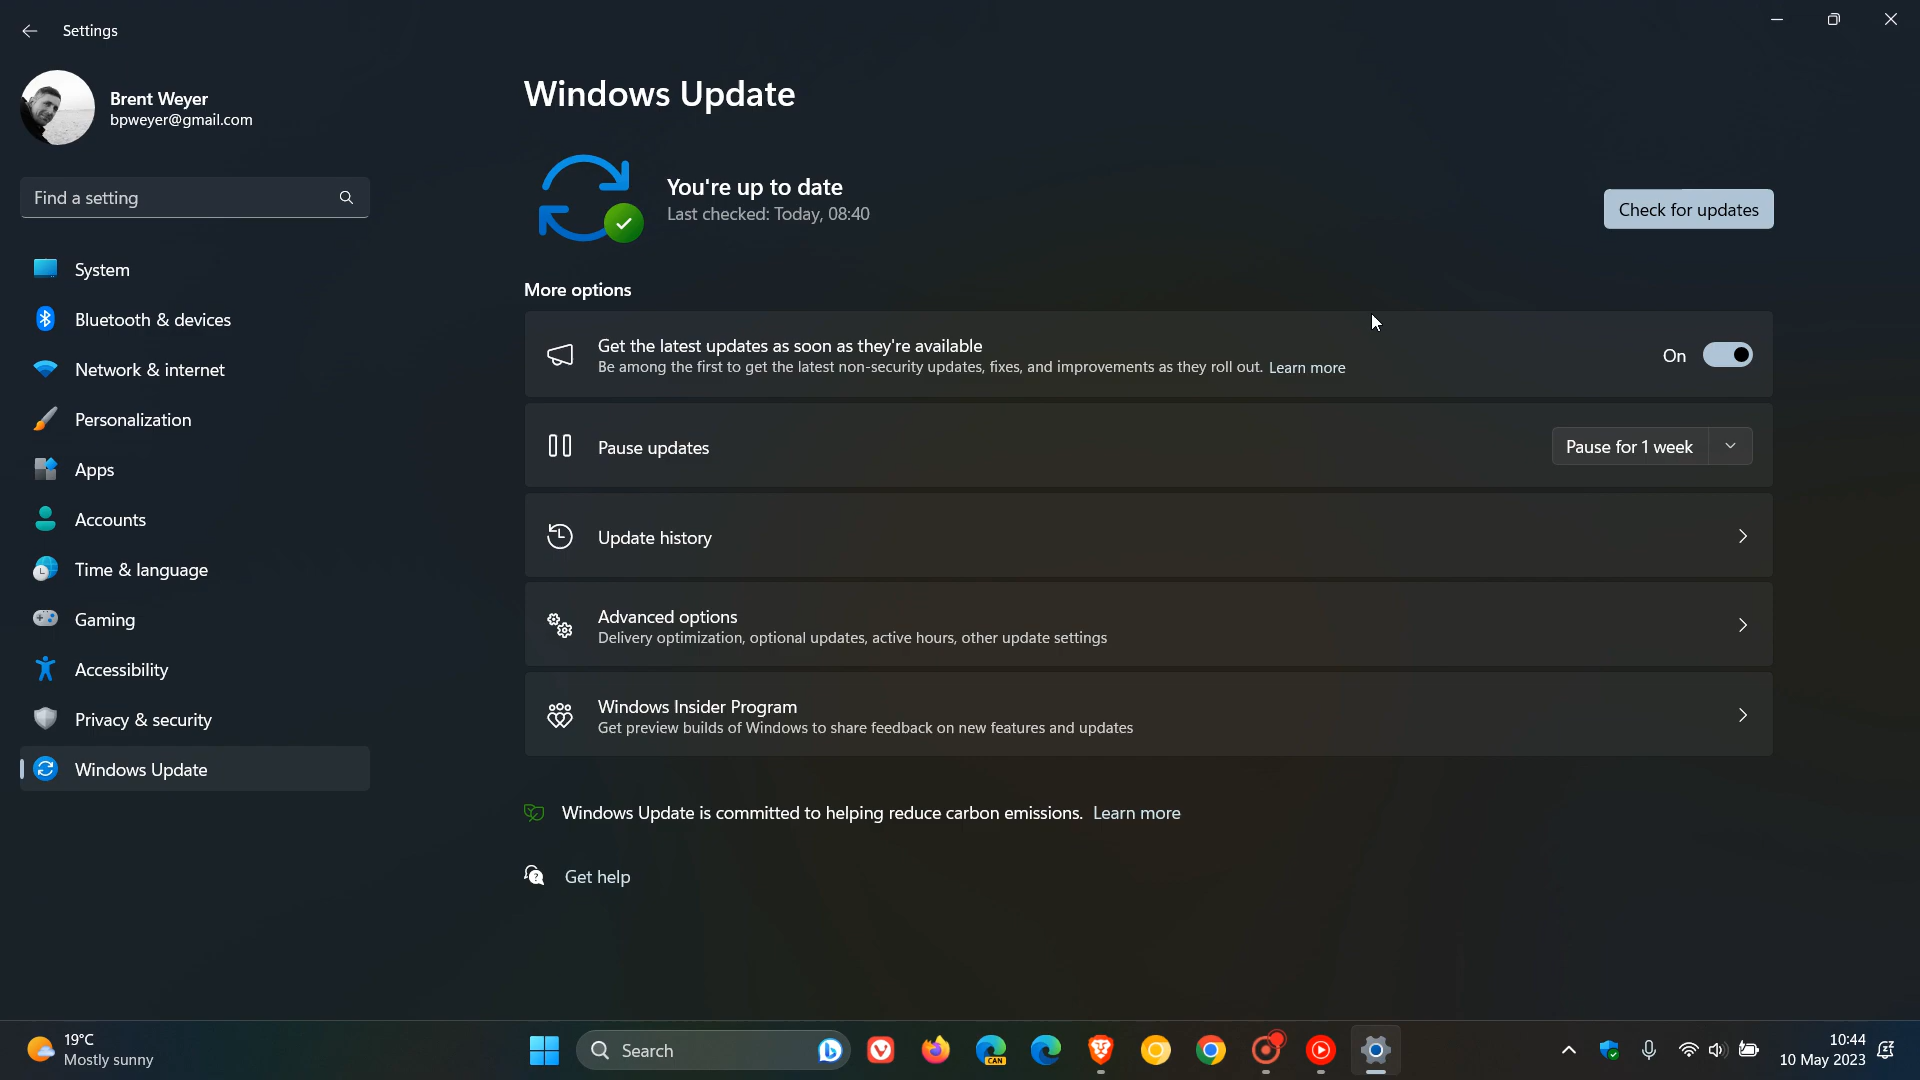 Settings
Brent Weyer
bpweyer@gmail.com
Find a setting
System
Bluetooth & devices
Network & internet
Personalization
Apps
Accounts
Time & language
Gaming
Accessibility
Privacy & security
Windows Update
Windows Update
You're up to date
Last checked: Today, 08:40
Check for updates
More options
Get the latest updates as soon as they're available
Be among the first to get the latest non-security updates, fixes, and improvements as they roll out. Learn more
On
Pause updates
Pause for 1 week
Update history
Advanced options
Delivery optimization, optional updates, active hours, other update settings
Windows Insider Program
Get preview builds of Windows to share feedback on new features and updates
Windows Update is committed to helping reduce carbon emissions. Learn more
Get help
19°C
Mostly sunny
Search
CAN
10:44
10 May 2023